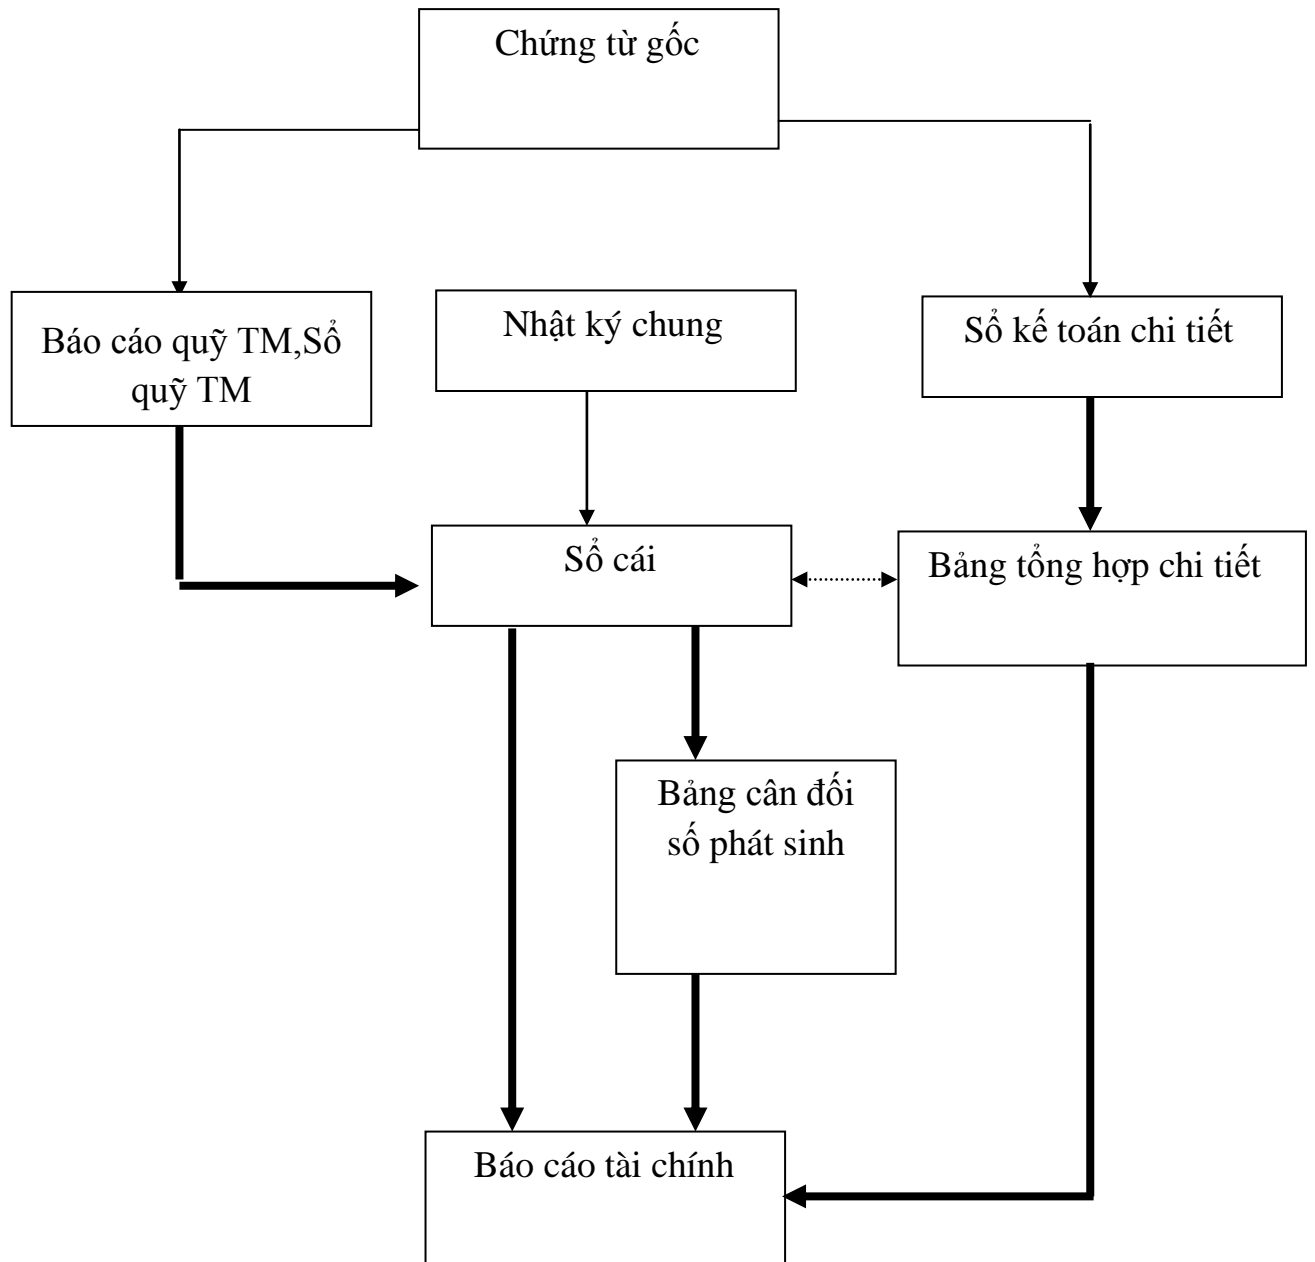 Chứng từ gốc
Báo cáo quỹ TM,Sổ
quỹ TM
Nhật ký chung
Sổ kế toán chi tiết
Sổ cái
Bảng tổng hợp chi tiết
Bảng cân đối
số phát sinh
Báo cáo tài chính